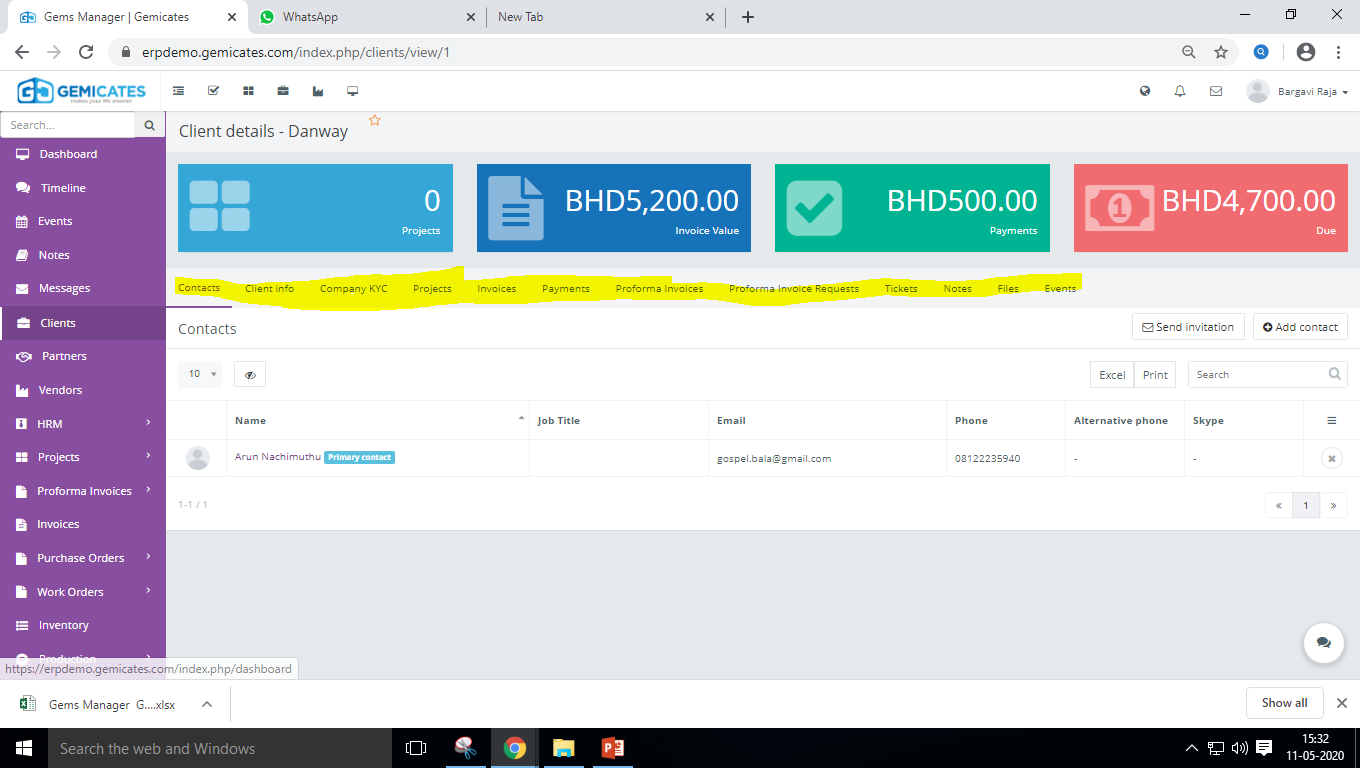 Gems Manager | Gemicates
WhatsApp
New Tab
erpdemo.gemicates.com/index.php/clients/view/1
GEMICATES
makes your life smarter
Bargavi Raja
Search...
Client details - Danway
Dashboard
Timeline
Events
Notes
Messages
Clients
Partners
Vendors
HRM
Projects
Proforma Invoices
Invoices
Purchase Orders
Work Orders
Inventory
Production
0
Projects
BHD5,200.00
Invoice Value
BHD500.00
Payments
1
BHD4,700.00
Due
Contacts Client info Company KYC Projects Invoices Payments Proforma Invoices Proforma Invoice Requests Tickets Notes Files Events
Contacts
Send invitation
Add contact
10
Excel
Print
Search
Name Job Title Email Phone Alternative phone Skype
Arun Nachimuthu Primary contact gospel.bala@gmail.com 08122235940 - -
1-1 / 1
« 1 »
https://erpdemo.gemicates.com/index.php/dashboard
Gems Manager G....xlsx
Show all
Search the web and Windows
15:32
11-05-2020